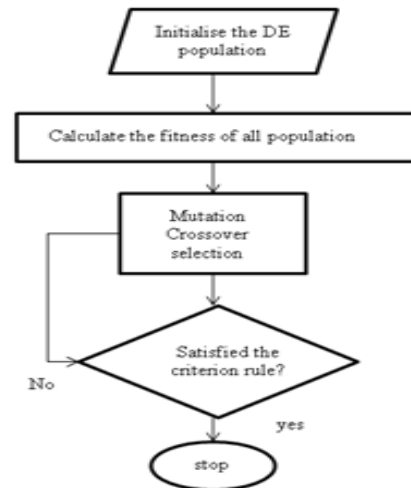 Initialise the DE
population
Calculate the fitness of all population
Mutation
Crossover
selection
Satisfied the
criterion rule?
No
yes
stop